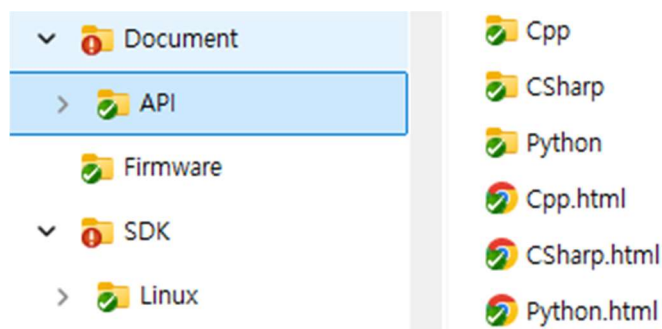 Document
API
Firmware
SDK
Linux
Cpp
CSharp
Python
Cpp.html
CSharp.html
Python.html